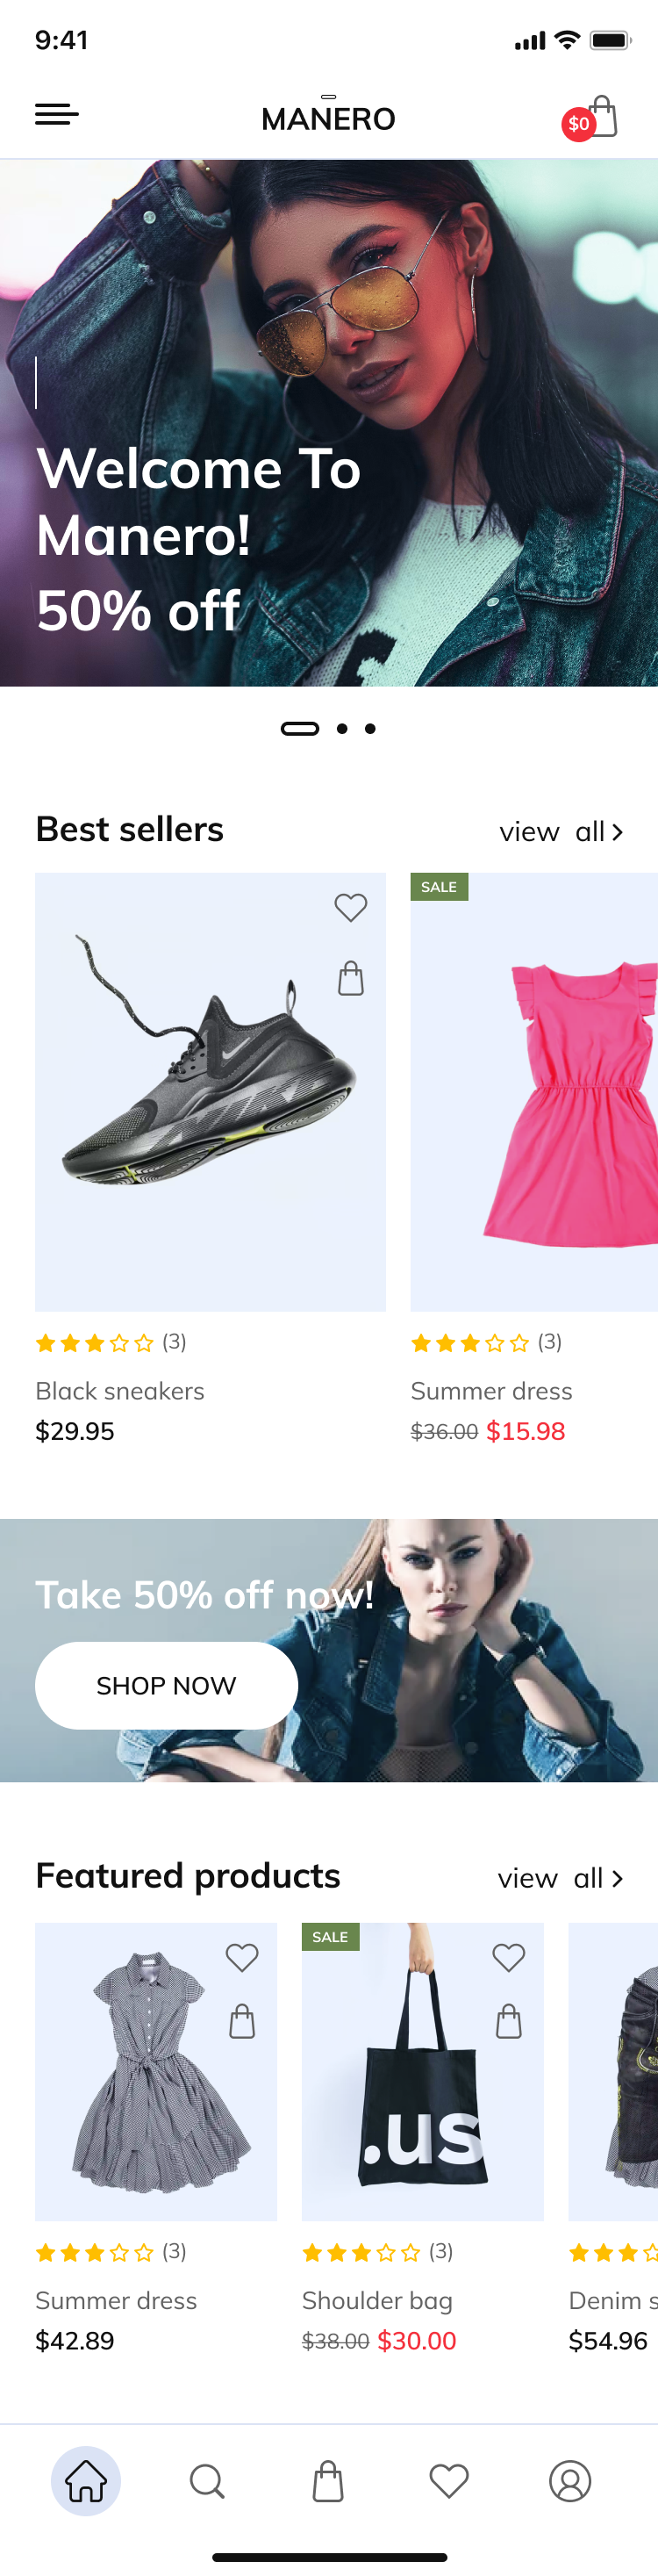 9:41
MANERO
$0
Welcome To
Manero!
50% off
Best sellers
view all
SALE
(3)
(3)
Black sneakers
Summer dress
$29.95
$36.00 $15.98
Take 50% off now!
SHOP NOW
Featured products
view all
SALE
.us
(3)
(3)
Summer dress
Shoulder bag
Denim s
$42.89
$38.00 $30.00
$54.96